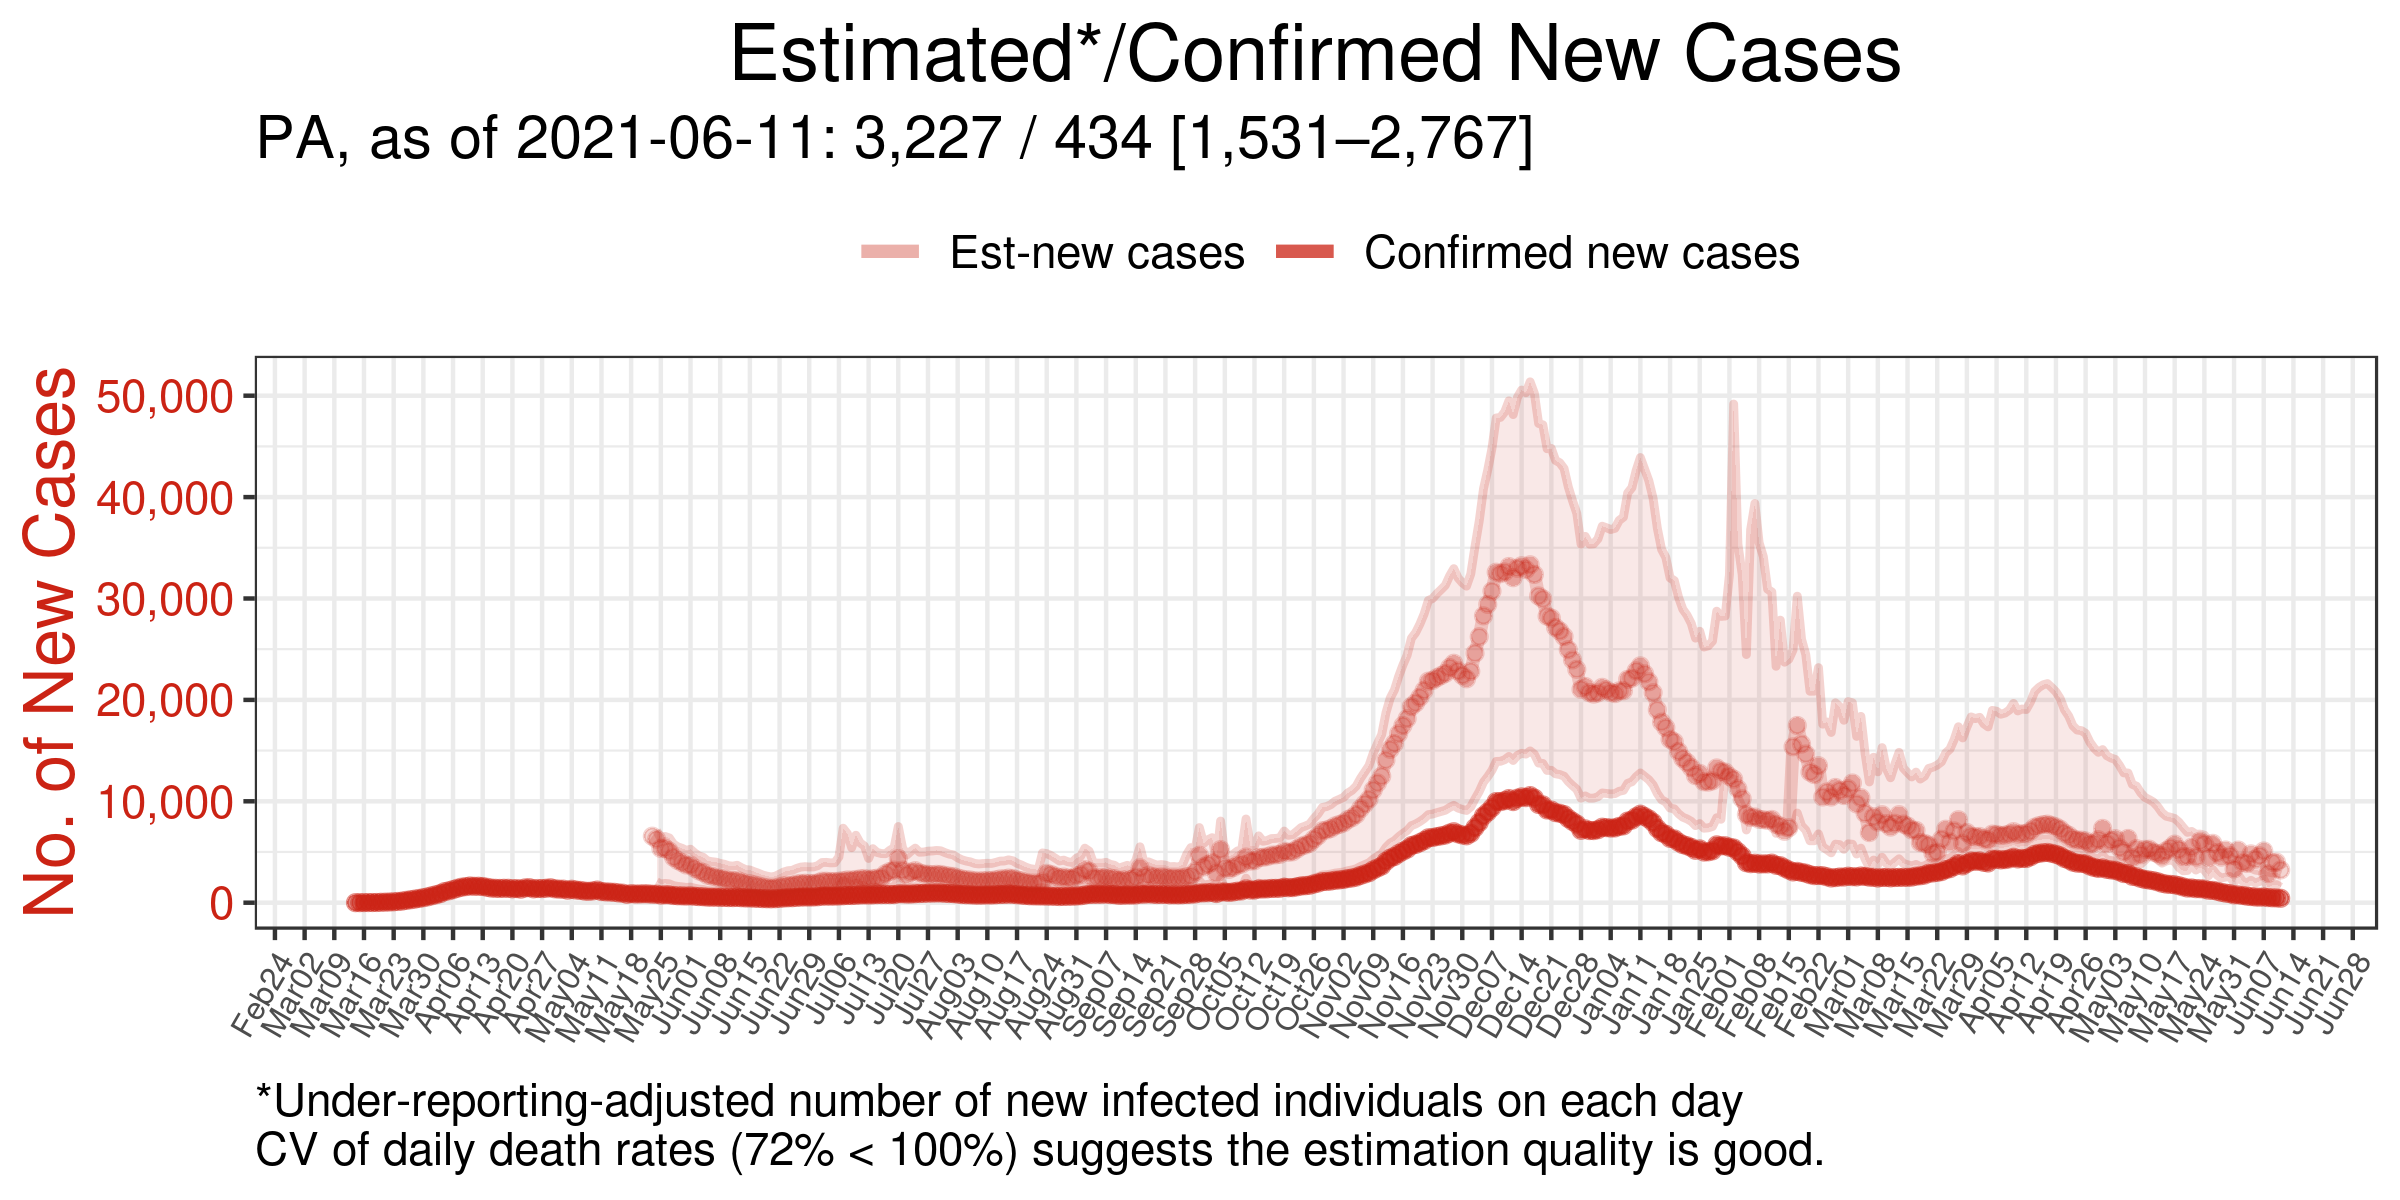 Estimated*/Confirmed New Cases
PA, as of 2021-06-11: 3,227 / 434 [1,531–2,767]
Est-new cases Confirmed new cases
No. of New Cases
50,000
40,000
30,000
20,000
10,000
0
Feb24 Mar02 Mar09 Mar16 Mar23 Mar30 Apr06 Apr13 Apr20 Apr27 May04 May11 May18 May25 Jun01 Jun08 Jun15 Jun22 Jun29 Jul06 Jul13 Jul20 Jul27 Aug03 Aug10 Aug17 Aug24 Aug31 Sep07 Sep14 Sep21 Sep28 Oct05 Oct12 Oct19 Oct26 Nov02 Nov09 Nov16 Nov23 Nov30 Dec07 Dec14 Dec21 Dec28 Jan04 Jan11 Jan18 Jan25 Feb01 Feb08 Feb15 Feb22 Mar01 Mar08 Mar15 Mar22 Mar29 Apr05 Apr12 Apr19 Apr26 May03 May10 May17 May24 May31 Jun07 Jun14 Jun21 Jun28
*Under-reporting-adjusted number of new infected individuals on each day
CV of daily death rates (72% < 100%) suggests the estimation quality is good.